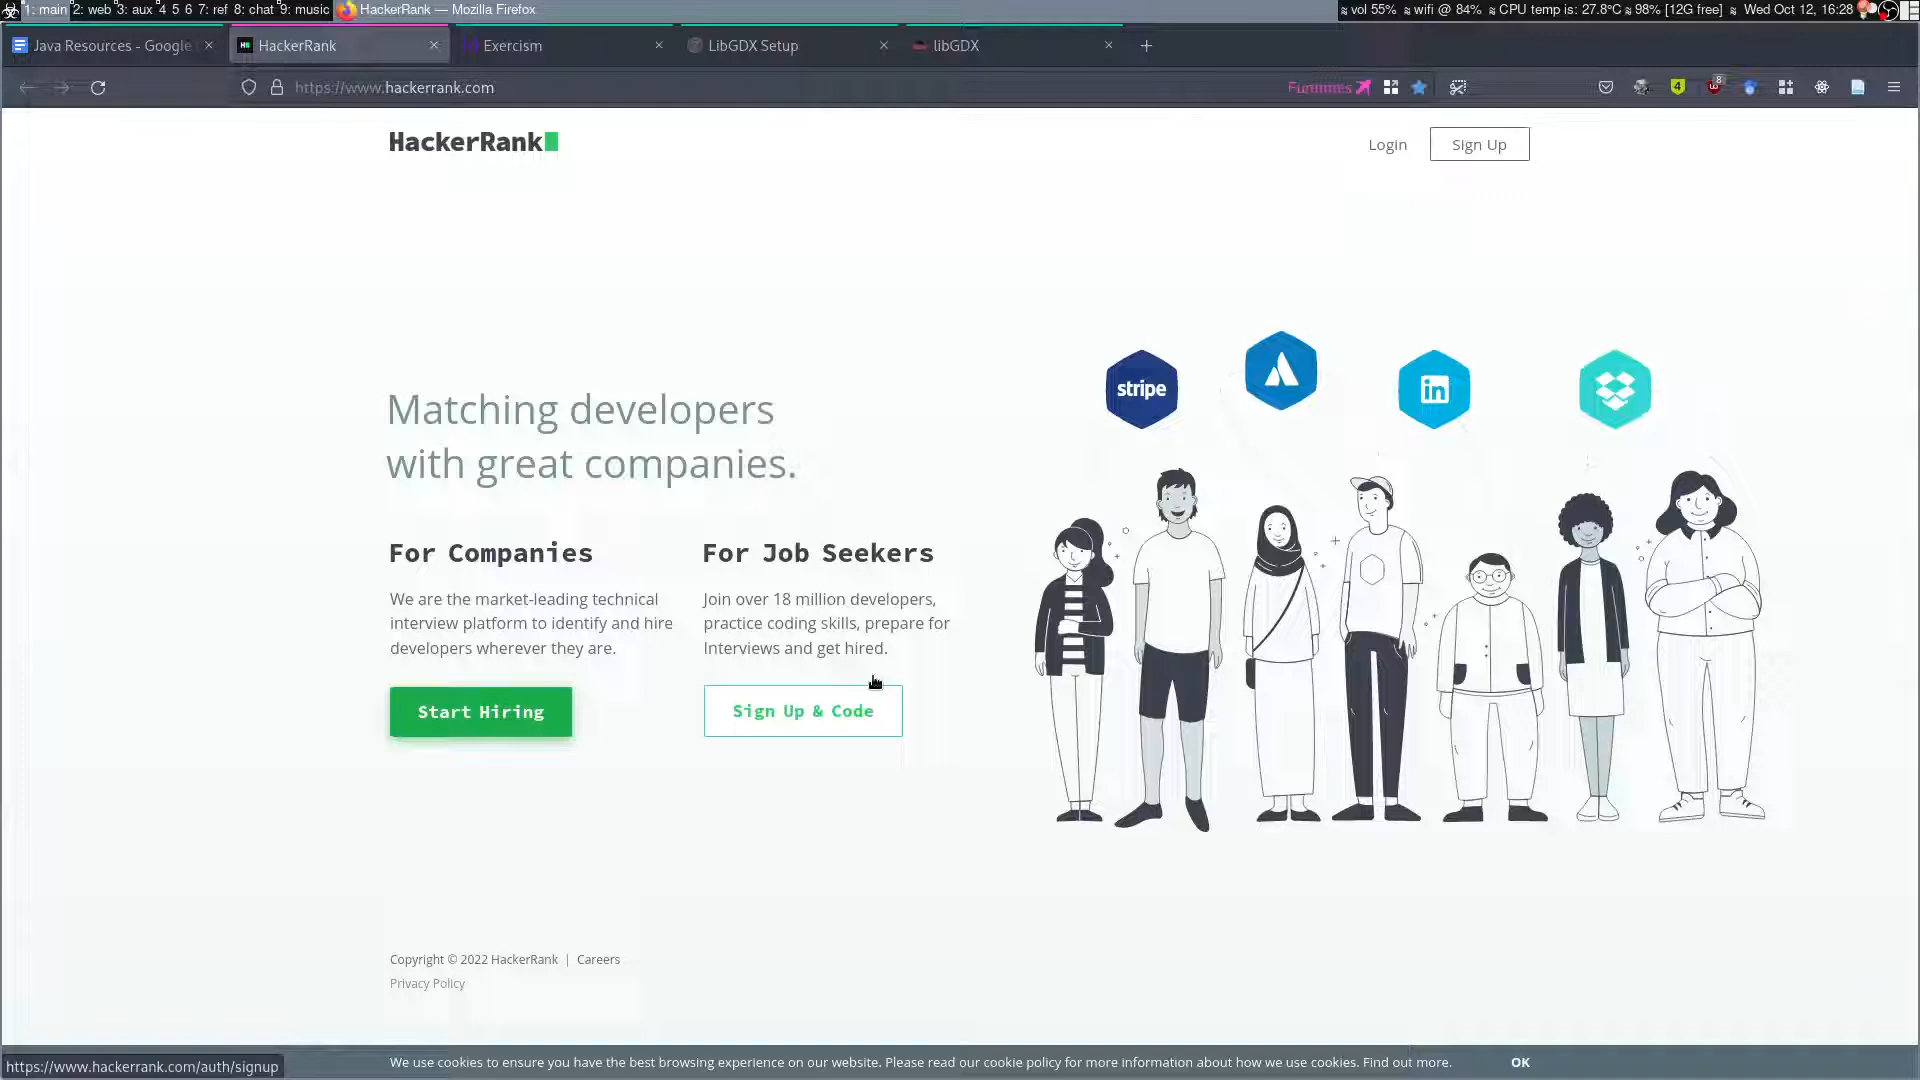 1: main 2: web 3: aux 4 5 6 7: ref 8: chat 9: music HackerRank — Mozilla Firefox
vol 55% wifi @ 84% CPU temp is: 27.8°C 98% [12G free] Wed Oct 12, 16:28
Java Resources - Google
HackerRank
Exercism
LibGDX Setup
libGDX
https://www.hackerrank.com
Funtimes
4
8
HackerRank
Login
Sign Up
stripe
in
Matching developers
with great companies.
For Companies
We are the market-leading technical
interview platform to identify and hire
developers wherever they are.
Start Hiring
For Job Seekers
Join over 18 million developers,
practice coding skills, prepare for
Interviews and get hired.
Sign Up & Code
Copyright © 2022 HackerRank | Careers
Privacy Policy
We use cookies to ensure you have the best browsing experience on our website. Please read our cookie policy for more information about how we use cookies. Find out more.
OK
https://www.hackerrank.com/auth/signup